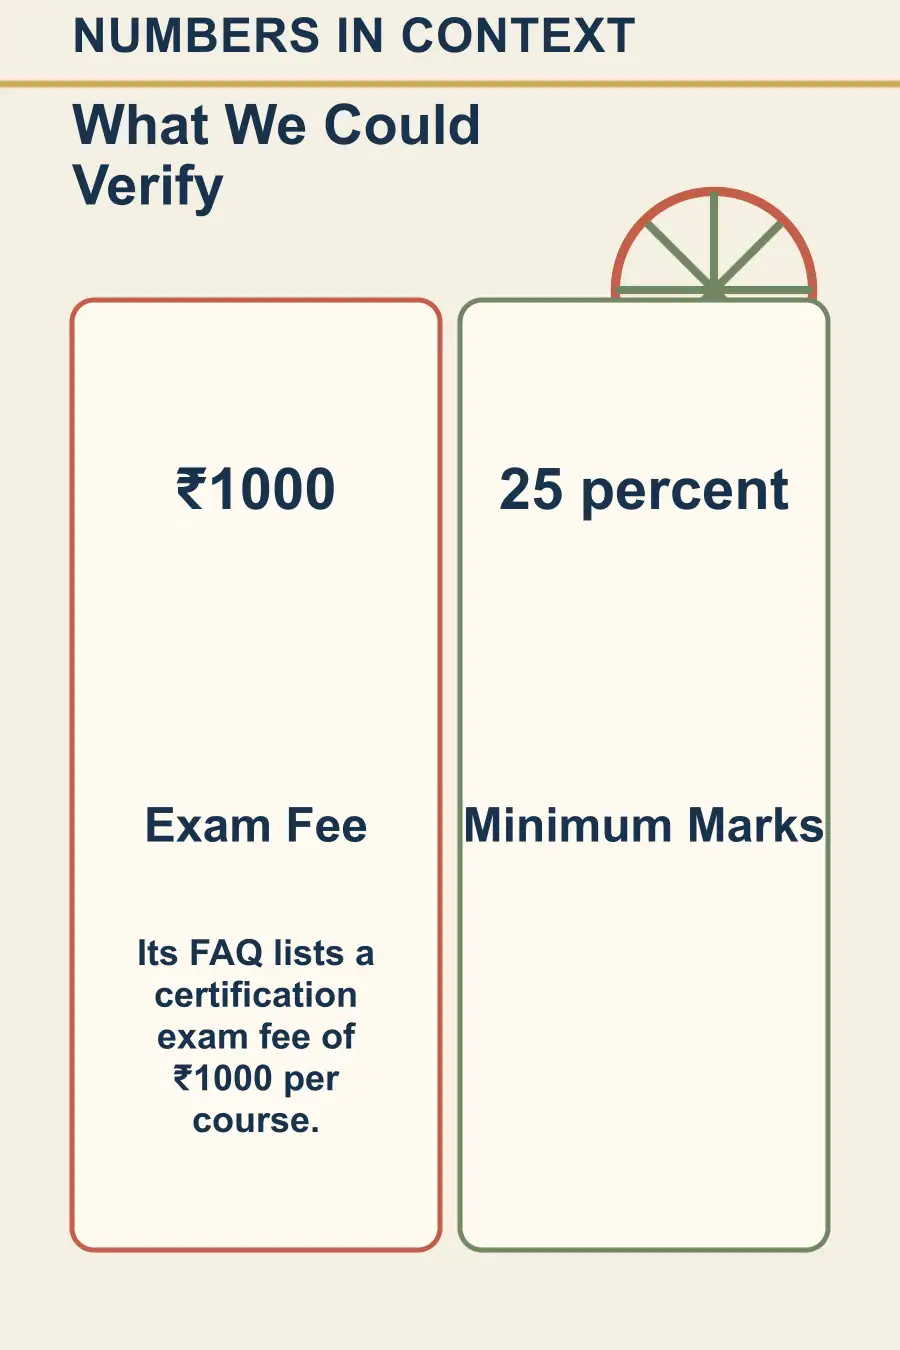 NUMBERS IN CONTEXT
What We Could
Verify
₹1000
Exam Fee
Its FAQ lists a
certification
exam fee of
₹1000 per
course.
25 percent
Minimum Marks